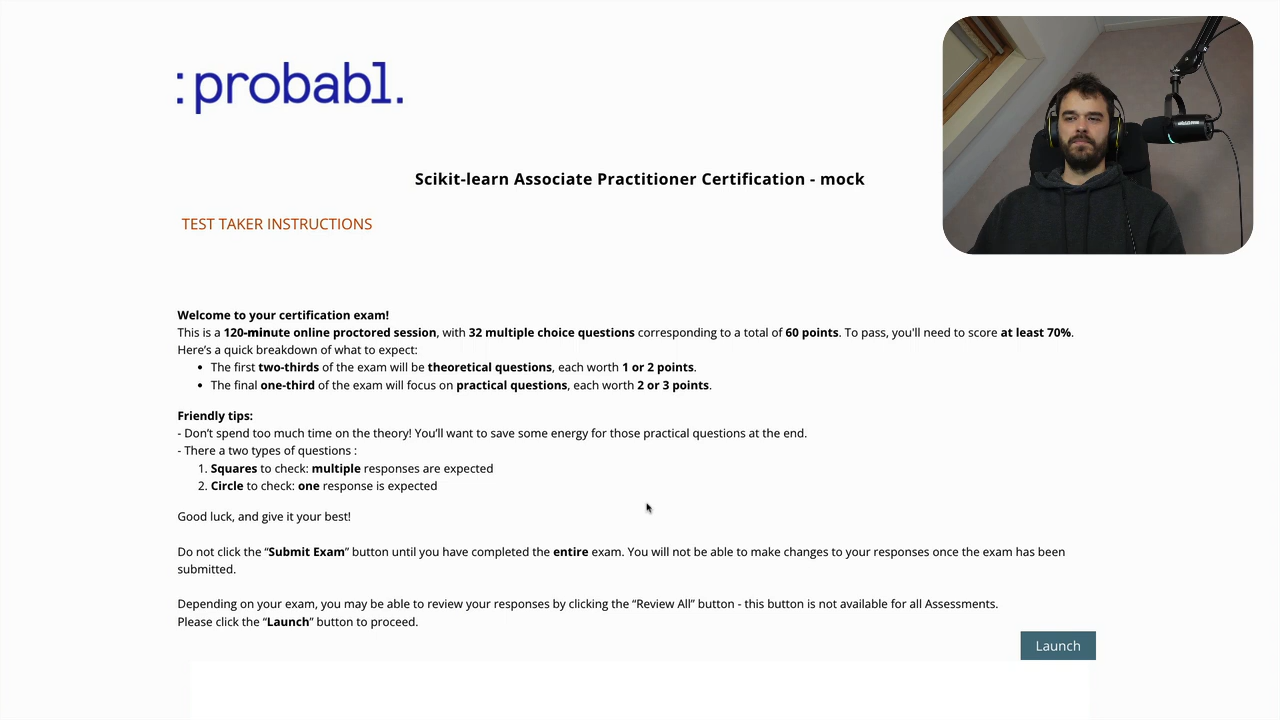 :probabl.
Scikit-learn Associate Practitioner Certification - mock
TEST TAKER INSTRUCTIONS
Welcome to your certification exam!
This is a 120-minute online proctored session, with 32 multiple choice questions corresponding to a total of 60 points. To pass, you'll need to score at least 70%.
Here’s a quick breakdown of what to expect:
• The first two-thirds of the exam will be theoretical questions, each worth 1 or 2 points.
• The final one-third of the exam will focus on practical questions, each worth 2 or 3 points.
Friendly tips:
- Don’t spend too much time on the theory! You’ll want to save some energy for those practical questions at the end.
- There a two types of questions :
1. Squares to check: multiple responses are expected
2. Circle to check: one response is expected
Good luck, and give it your best!
Do not click the “Submit Exam” button until you have completed the entire exam. You will not be able to make changes to your responses once the exam has been
submitted.
Depending on your exam, you may be able to review your responses by clicking the “Review All” button - this button is not available for all Assessments.
Please click the “Launch” button to proceed.
Launch